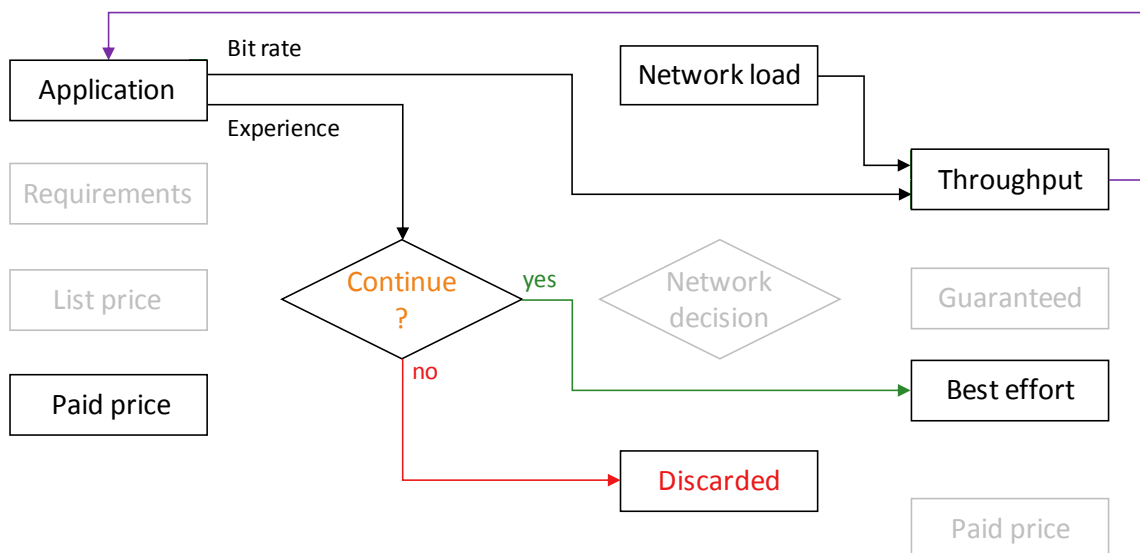 Bit rate
Application
Network load
Experience
Requirements
Throughput
Continue
?
yes
List price
Network
decision
Guaranteed
no
Paid price
Best effort
Discarded
Paid price